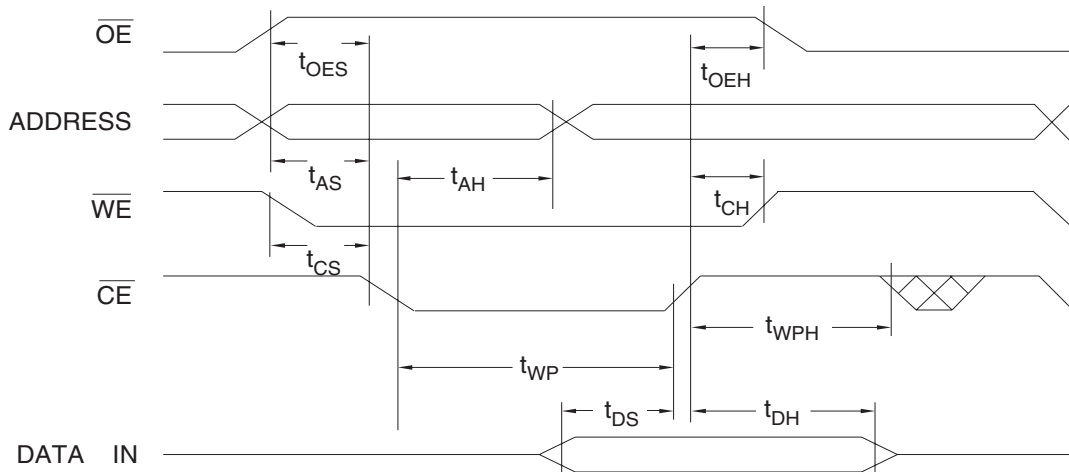 OE
tOES
tOEH
ADDRESS
tAS
tAH
WE
tCH
tCS
CE
tWPH
tWP
tDS
tDH
DATA IN